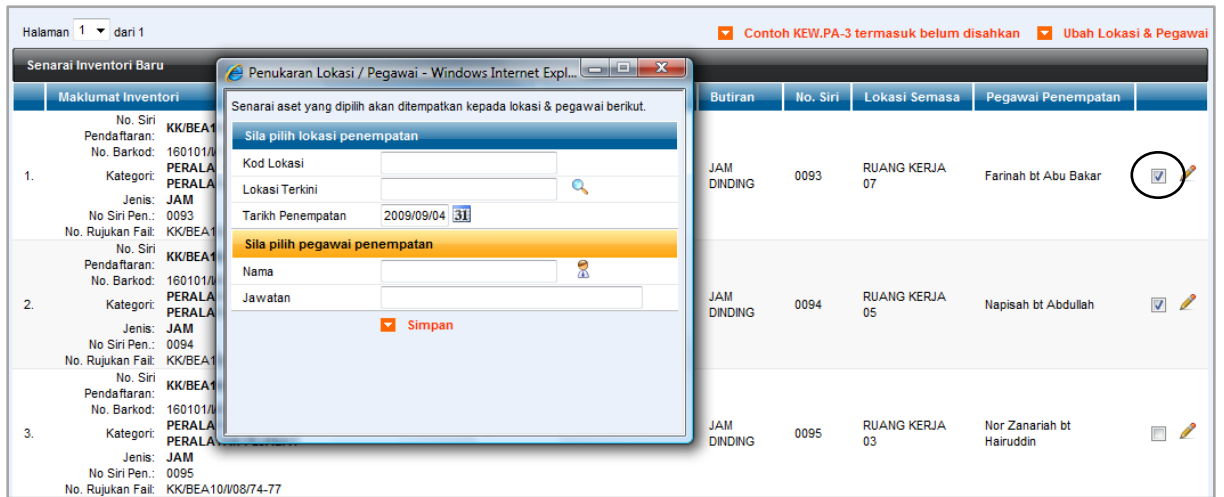 Halaman 1 dari 1
Contoh KEW.PA-3 termasuk belum disahkan Ubah Lokasi & Pegawai
Senarai Inventori Baru
Maklumat Inventori Butiran No. Siri Lokasi Semasa Pegawai Penempatan
1.
No. Siri Pendaftaran: KK/BEA1
No. Barkod: 160101/
Kategori: PERALA
PERALA
Jenis: JAM
No Siri Pen.: 0093
No. Rujukan Fail: KK/BEA1
JAM DINDING
0093
RUANG KERJA 07
Farinah bt Abu Bakar
2.
No. Siri Pendaftaran: KK/BEA1
No. Barkod: 160101/
Kategori: PERALA
PERALA
Jenis: JAM
No Siri Pen.: 0094
No. Rujukan Fail: KK/BEA1
JAM DINDING
0094
RUANG KERJA 05
Napisah bt Abdullah
3.
No. Siri Pendaftaran: KK/BEA1
No. Barkod: 160101/
Kategori: PERALA
Jenis: JAM
No Siri Pen.: 0095
No. Rujukan Fail: KK/BEA10/I/08/74-77
JAM DINDING
0095
RUANG KERJA 03
Nor Zanariah bt Hairuddin
Penukaran Lokasi / Pegawai - Windows Internet Expl...
Senarai aset yang dipilih akan ditempatkan kepada lokasi & pegawai berikut.
Sila pilih lokasi penempatan
Kod Lokasi
Lokasi Terkini
Tarikh Penempatan 2009/09/04 31
Sila pilih pegawai penempatan
Nama
Jawatan
Simpan